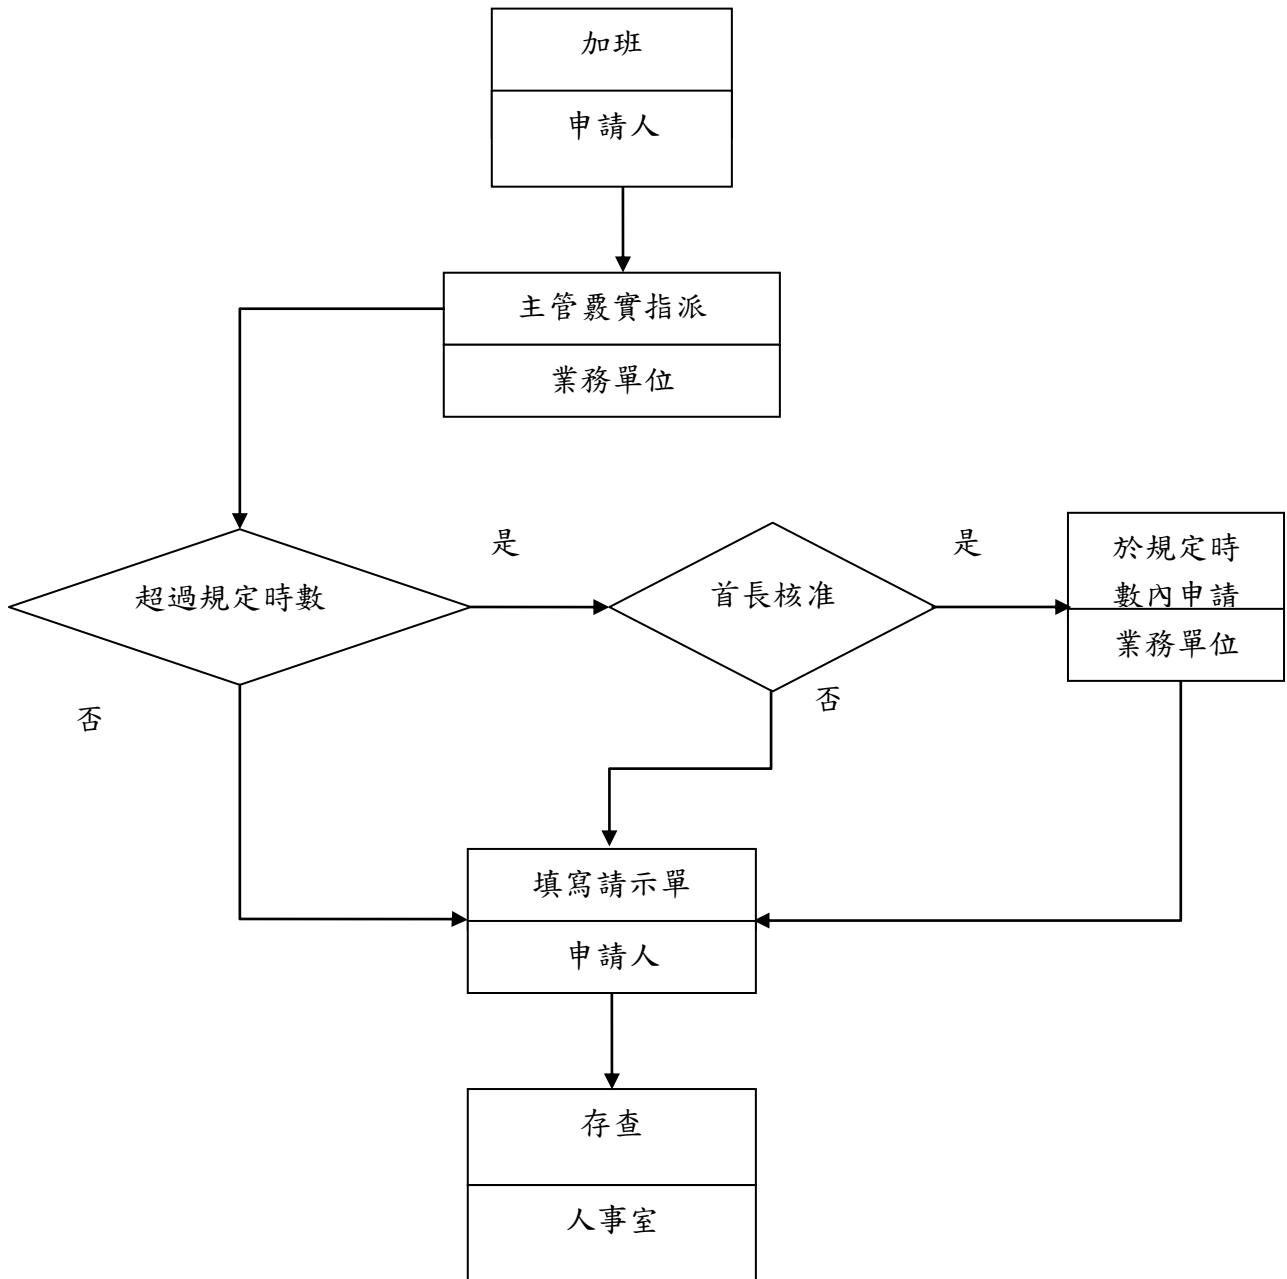 加班
申請人
主管覈實指派
業務單位
超過規定時數
是
首長核准
是
於規定時
數內申請
業務單位
否
否
填寫請示單
申請人
存查
人事室